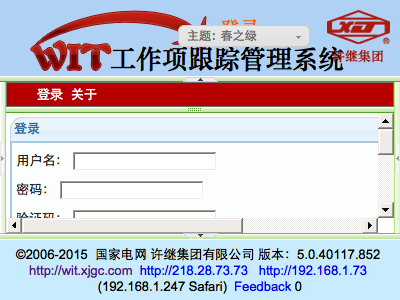 登录
主题: 春之绿
WIT 工作项跟踪管理系统
XJ
许继集团
登录 关于
登录
用户名:
密码:
验证码:
©2006-2015 国家电网 许继集团有限公司 版本: 5.0.40117.852
http://wit.xjgc.com http://218.28.73.73 http://192.168.1.73
(192.168.1.247 Safari) Feedback 0